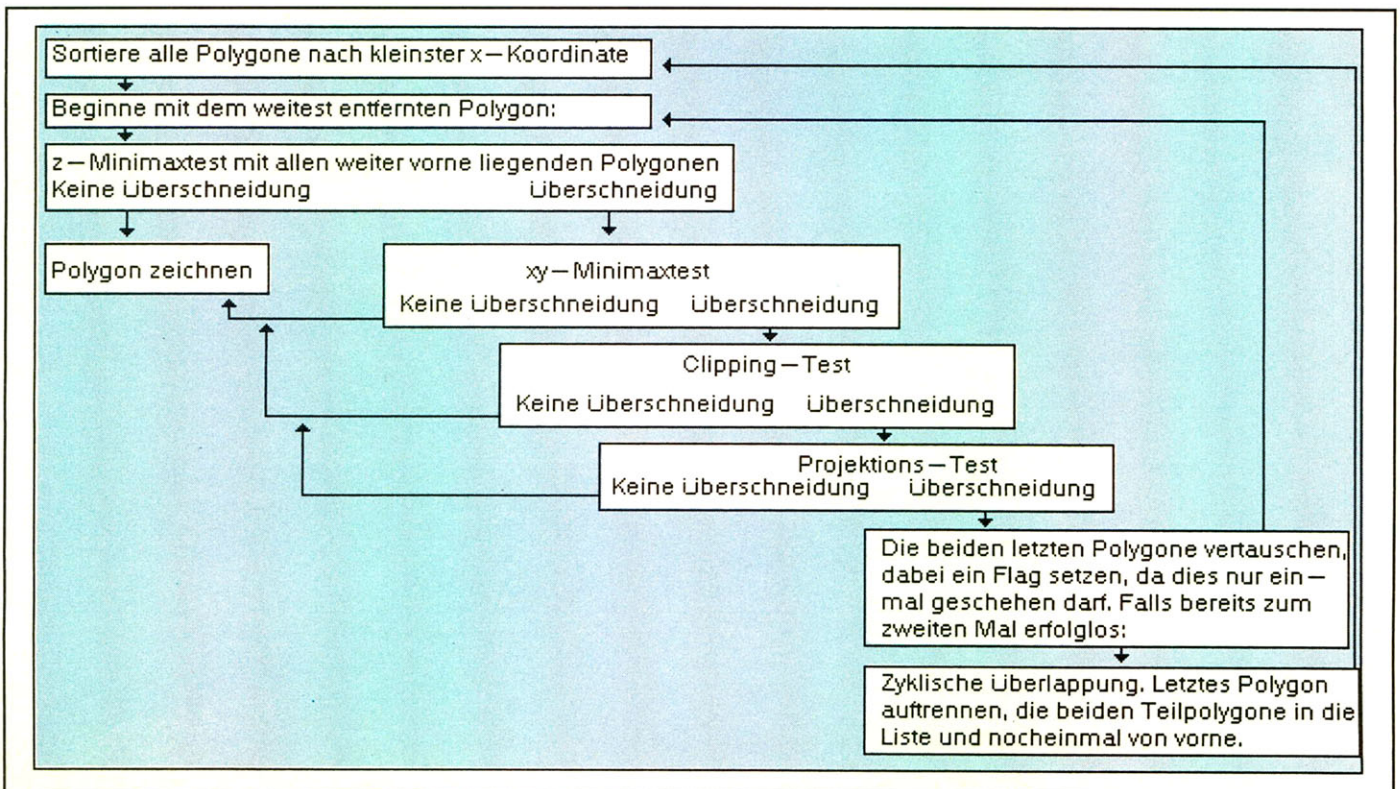 Sortiere alle Polygone nach kleinster x–Koordinate
Beginne mit dem weitest entfernten Polygon:
z–Minimaxtest mit allen weiter vorne liegenden Polygonen
Keine Überschneidung Überschneidung
Polygon zeichnen
xy–Minimaxtest
Keine Überschneidung Überschneidung
Clipping–Test
Keine Überschneidung Überschneidung
Projektions–Test
Keine Überschneidung Überschneidung
Die beiden letzten Polygone vertauschen,
dabei ein Flag setzen, da dies nur ein–
mal geschehen darf. Falls bereits zum
zweiten Mal erfolglos:
Zyklische Überlappung. Letztes Polygon
auftrennen, die beiden Teilpolygone in die
Liste und nocheinmal von vorne.